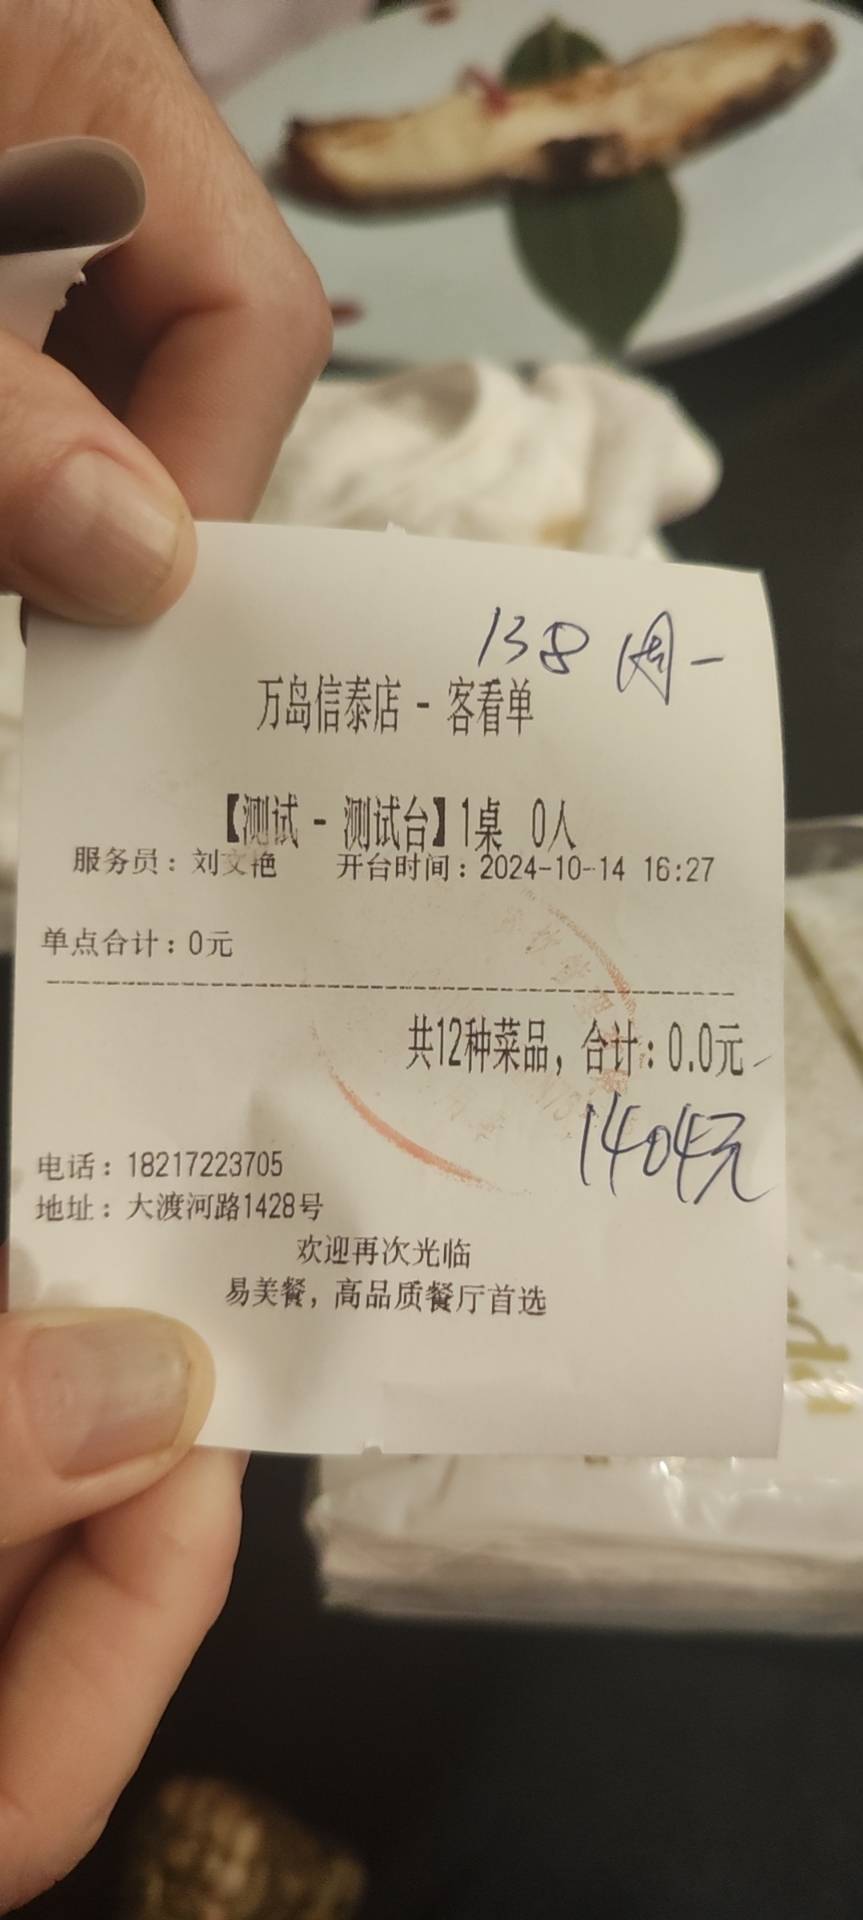 138 周一
万岛信泰店 - 客看单
【测试 - 测试台】1桌 0人
服务员：刘文艳 开台时间：2024-10-14 16:27
单点合计：0元
共12种菜品，合计：0.0元
1404元
电话：18217223705
地址：大渡河路1428号
欢迎再次光临
易美餐，高品质餐厅首选